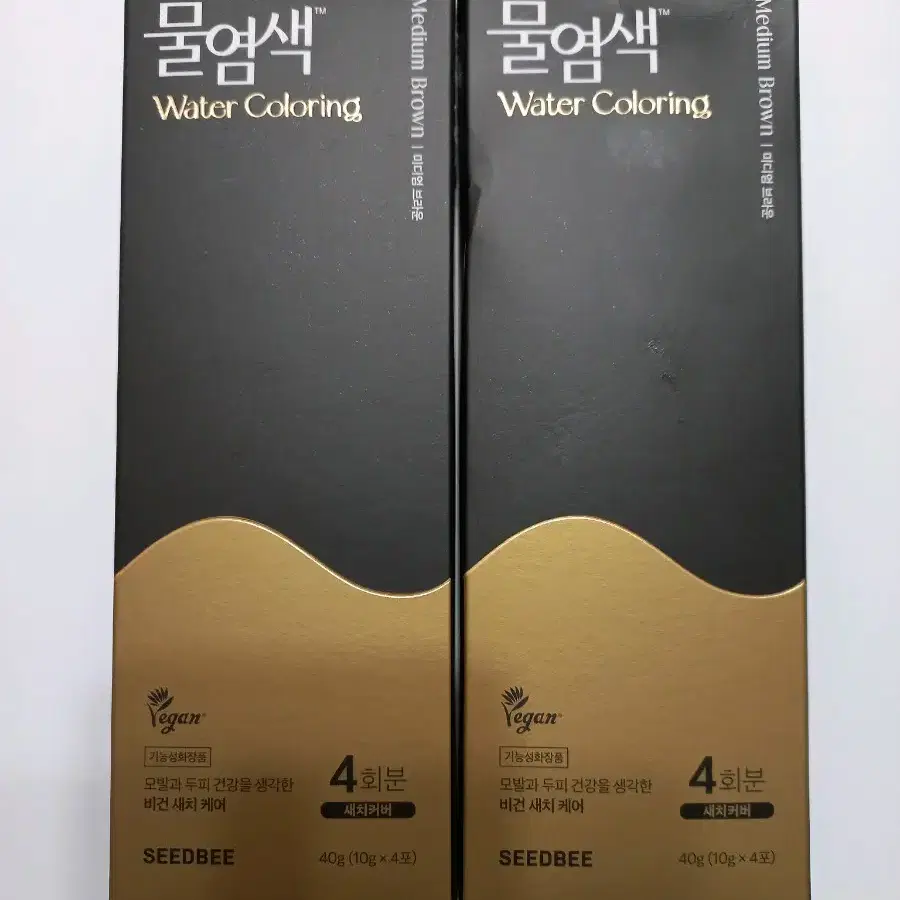 물염색™
Water Coloring
Medium Brown | 미디엄 브라운
Vegan™
기능성화장품
모발과 두피 건강을 생각한
비건 새치 케어
4회분
새치커버
SEEDBEE
40g (10g × 4포)
물염색™
Water Coloring
Medium Brown | 미디엄 브라운
Vegan™
기능성화장품
모발과 두피 건강을 생각한
비건 새치 케어
4회분
새치커버
SEEDBEE
40g (10g × 4포)